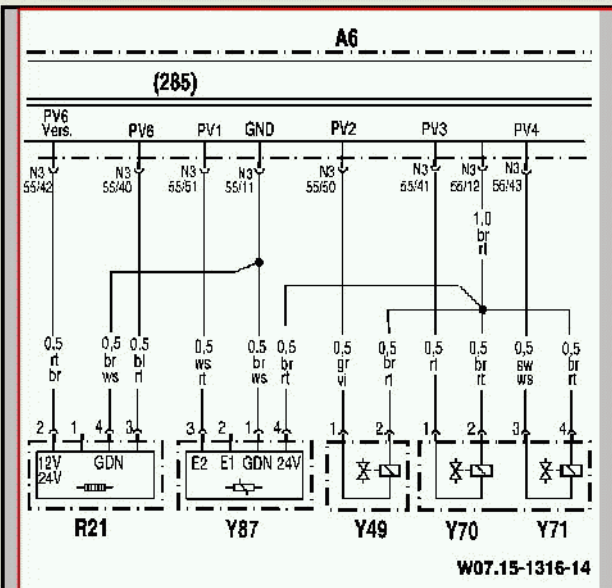 A6
(285)
PV6
Vers. PV6 PV1 GND PV2 PV3 PV4
N3 N3 N3 N3 N3 N3 N3 N3
55/42 55/40 55/51 55/11 55/50 55/41 55/12 55/43
1,0
br
rl
0,5 0,5 0,5 0,5 0,5 0,5 0,5 0,5 0,5 0,5 0,5 0,5
rt br bl ws br br gr br rl br sw br
br ws rl rt ws rt vi rl rt ws rt
2 1 4 3 3 2 1 4 1 2 1 2 3 4
12V GDN E2 E1 GDN 24V
24V
R21 Y87 Y49 Y70 Y71
W07.15-1316-14